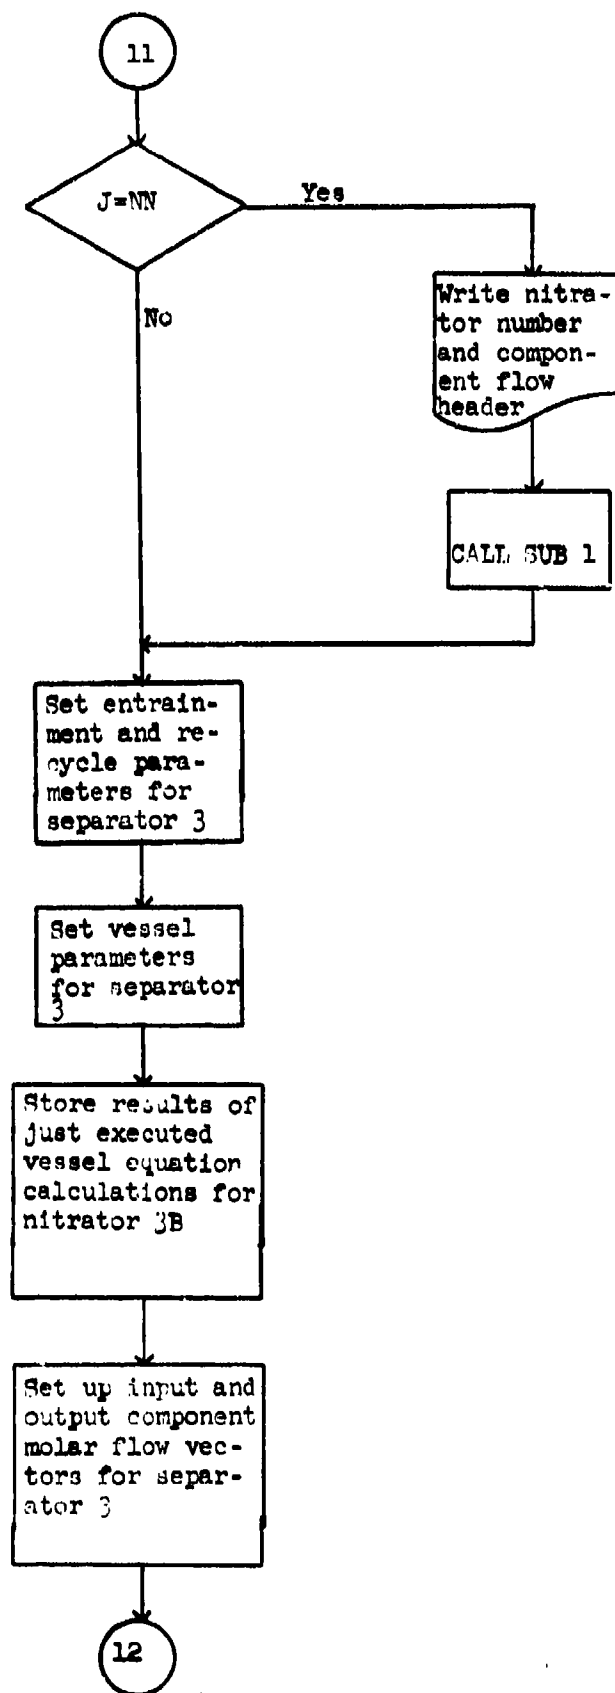 11
J=NN
Yes
No
Write nitra-
tor number
and compon-
ent flow
header
CALL SUB 1
Set entrain-
ment and re-
cycle para-
meters for
separator 3
Set vessel
parameters
for separator
3
Store results of
just executed
vessel equation
calculations for
nitrator 3B
Set up input and
output component
molar flow vec-
tors for separ-
ator 3
12